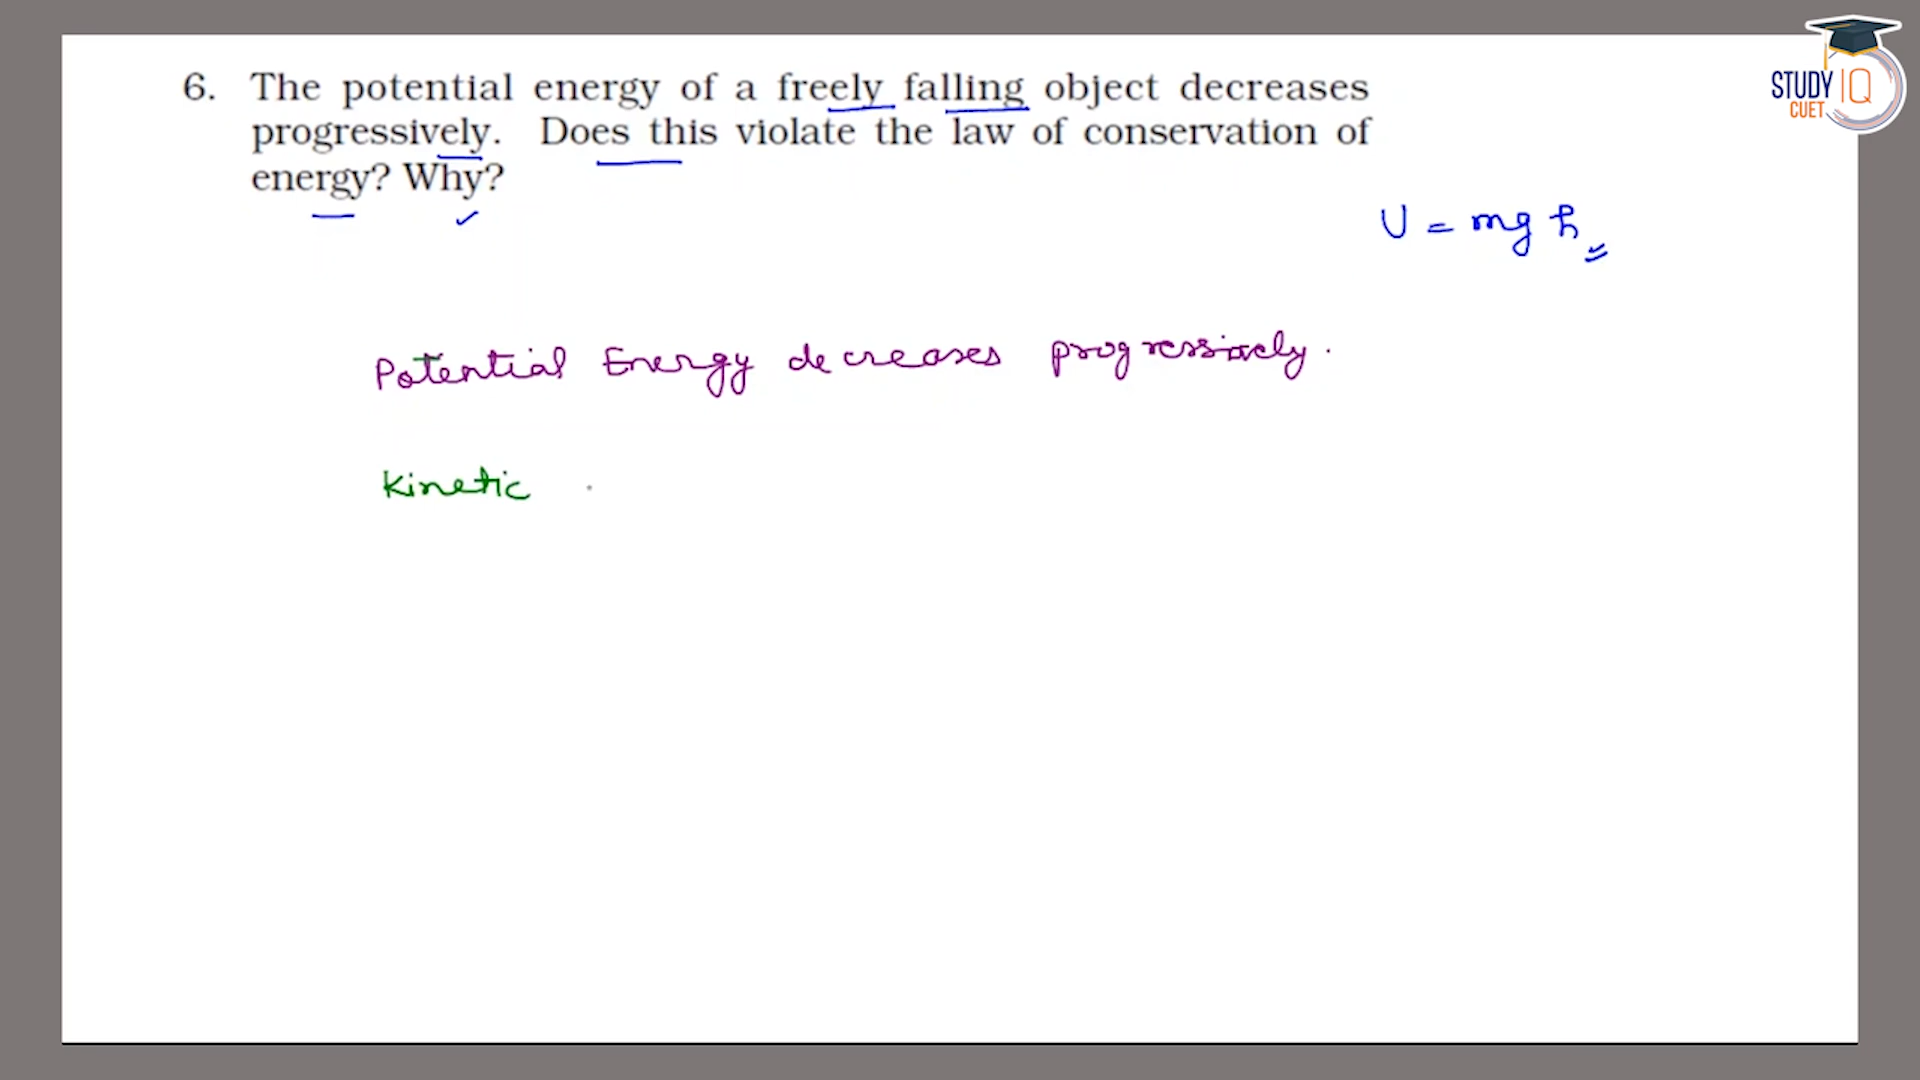 6. The potential energy of a freely falling object decreases
progressively. Does this violate the law of conservation of
energy? Why?
STUDY IQ
CUET
U = mgh
Potential Energy decreases progressively.
Kinetic